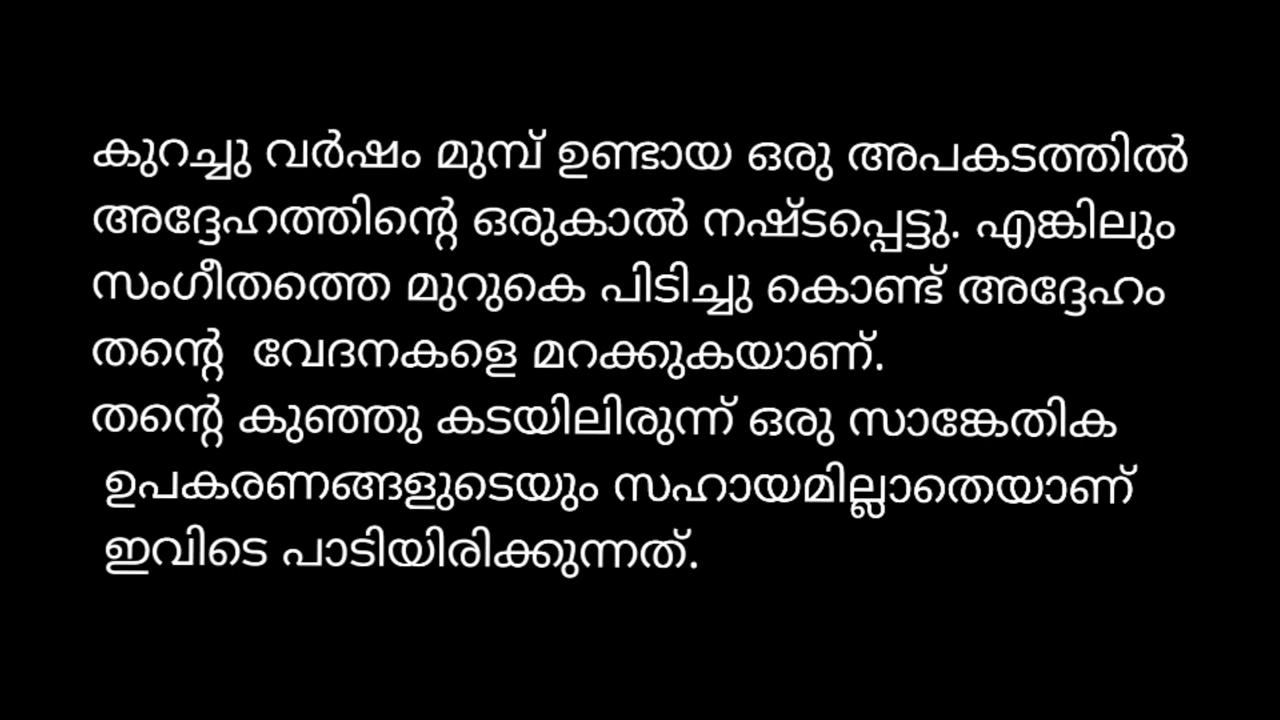 കുറച്ചു വർഷം മുമ്പ് ഉണ്ടായ ഒരു അപകടത്തിൽ
അദ്ദേഹത്തിന്റെ ഒരുകാൽ നഷ്ടപ്പെട്ടു. എങ്കിലും
സംഗീതത്തെ മുറുകെ പിടിച്ചു കൊണ്ട് അദ്ദേഹം
തന്റെ വേദനകളെ മറക്കുകയാണ്.
തന്റെ കുഞ്ഞു കടയിലിരുന്ന് ഒരു സാങ്കേതിക
ഉപകരണങ്ങളുടെയും സഹായമില്ലാതെയാണ്
ഇവിടെ പാടിയിരിക്കുന്നത്.